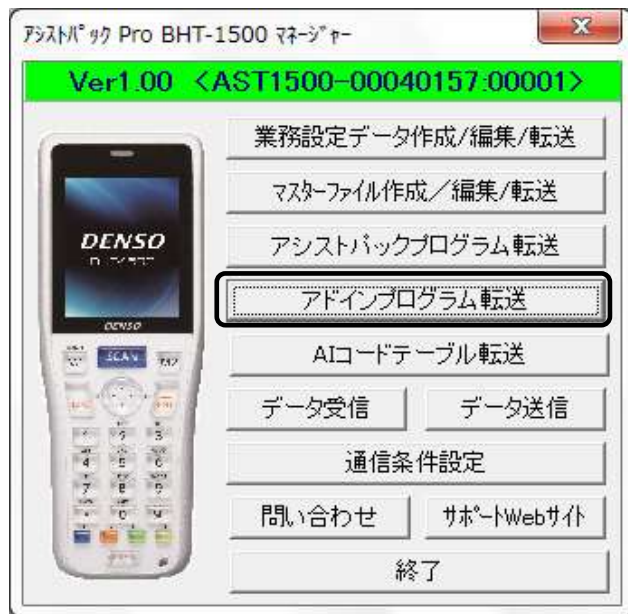 アシストパック Pro BHT-1500 マネージャー
Ver1.00 <AST1500-00040157:00001>
業務設定データ作成/編集/転送
マスターファイル作成／編集/転送
DENSO
アシストパックプログラム転送
アドインプログラム転送
DENSO
SCAN
AIコードテーブル転送
データ受信
データ送信
通信条件設定
問い合わせ
サポートWebサイト
終了